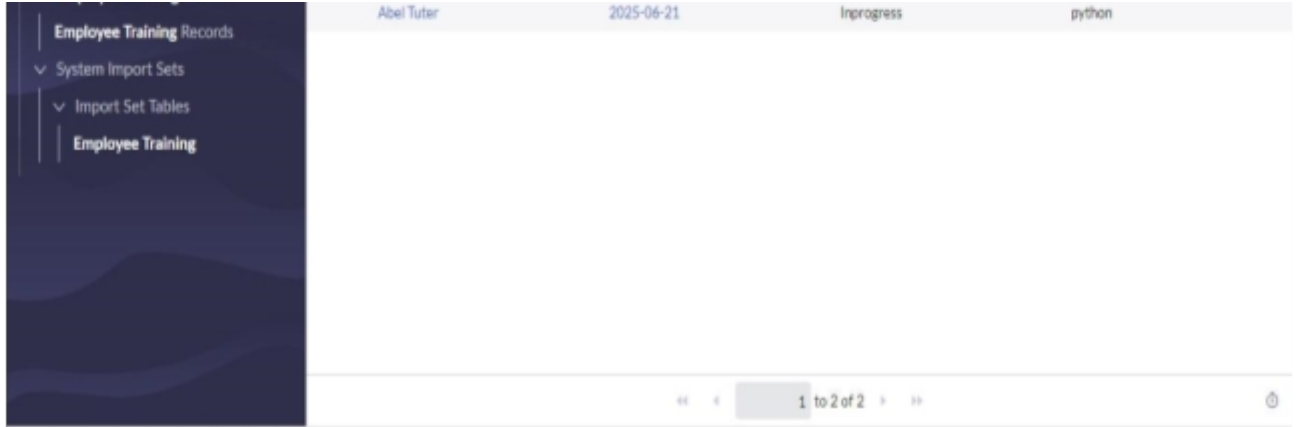 Abel Tuter 2025-06-21 Inprogress python
Employee Training Records
System Import Sets
Import Set Tables
Employee Training
1 to 2 of 2